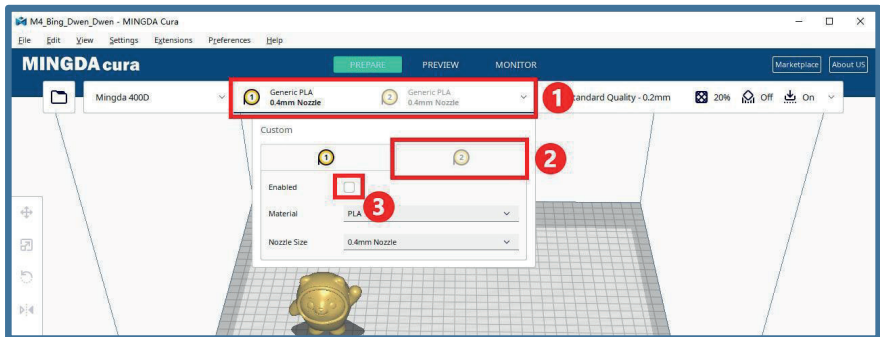 M4_Bing_Dwen_Dwen - MINGDA Cura
File Edit View Settings Extensions Preferences Help
MINGDA cura PREPARE PREVIEW MONITOR Marketplace About US
Mingda 400D
1 Generic PLA
0.4mm Nozzle
2 Generic PLA
0.4mm Nozzle
1
tandard Quality - 0.2mm 20% Off On
Custom
1 2
2
Enabled
3
Material PLA
Nozzle Size 0.4mm Nozzle